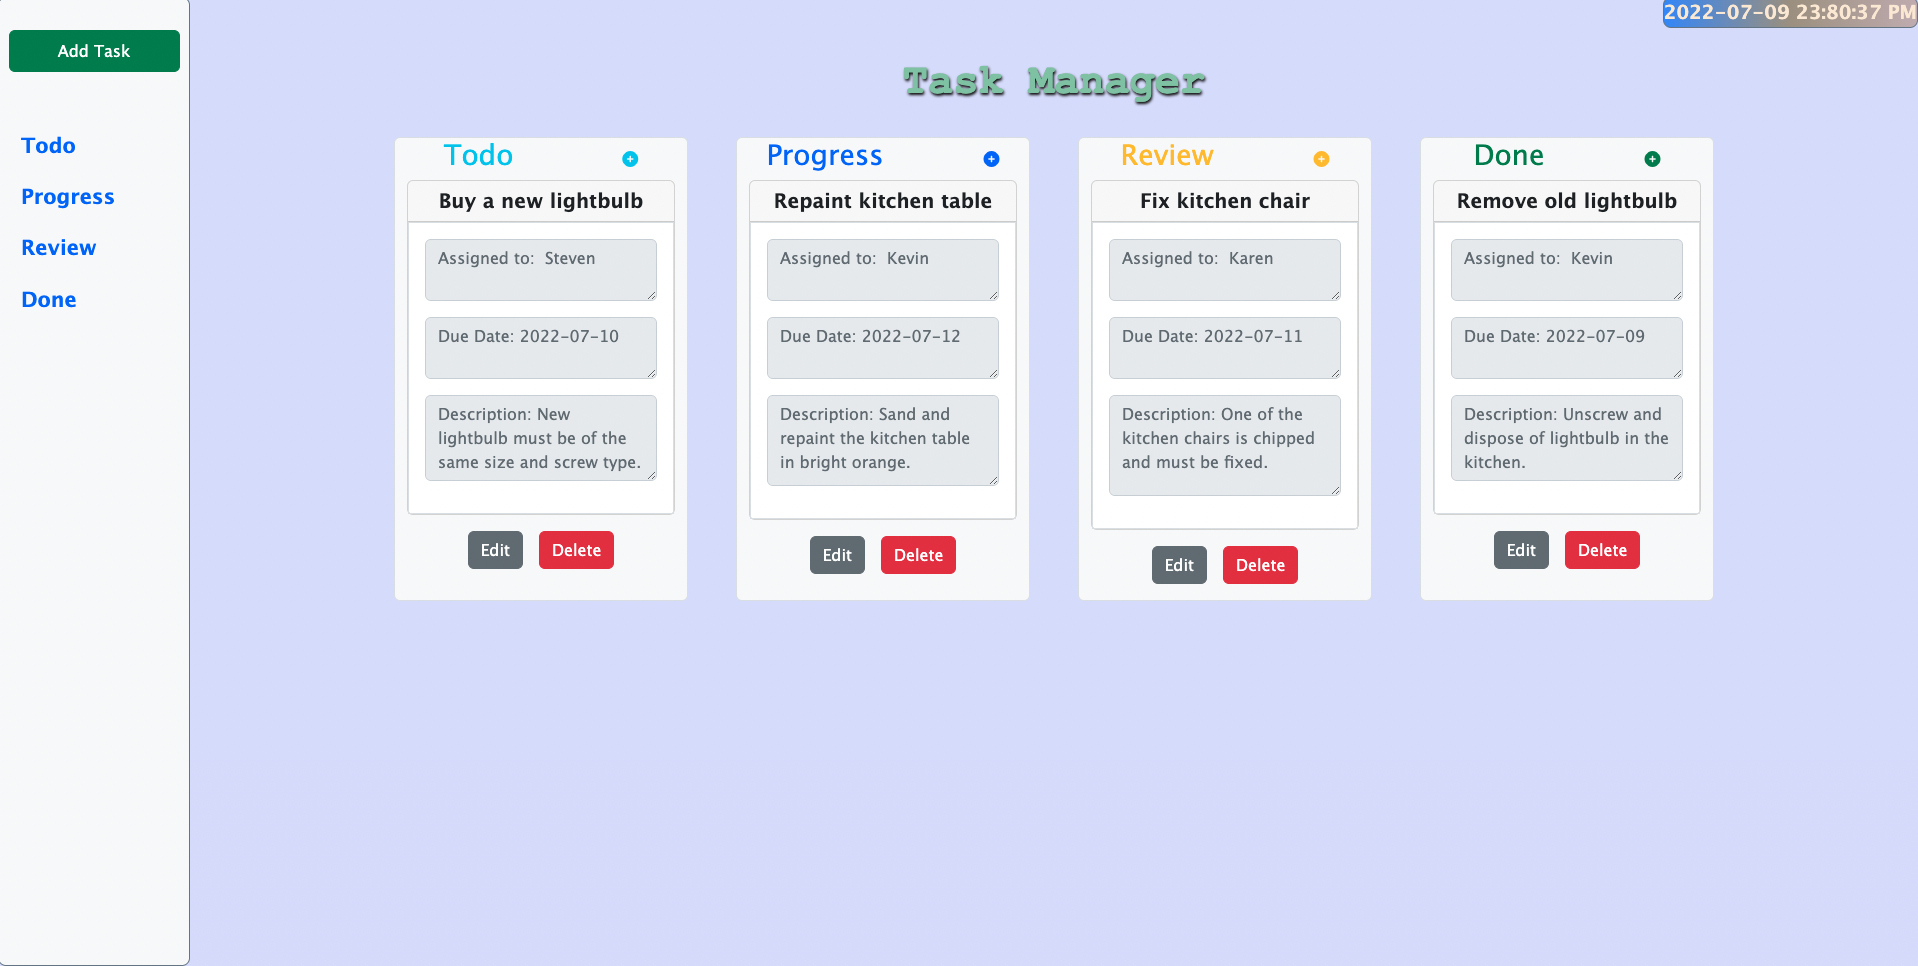 2022-07-09 23:80:37 PM
Add Task
Todo
Progress
Review
Done
Task Manager
Todo
Buy a new lightbulb
Assigned to:  Steven
Due Date: 2022-07-10
Description: New
lightbulb must be of the
same size and screw type.
Edit
Delete
Progress
Repaint kitchen table
Assigned to:  Kevin
Due Date: 2022-07-12
Description: Sand and
repaint the kitchen table
in bright orange.
Edit
Delete
Review
Fix kitchen chair
Assigned to:  Karen
Due Date: 2022-07-11
Description: One of the
kitchen chairs is chipped
and must be fixed.
Edit
Delete
Done
Remove old lightbulb
Assigned to:  Kevin
Due Date: 2022-07-09
Description: Unscrew and
dispose of lightbulb in the
kitchen.
Edit
Delete